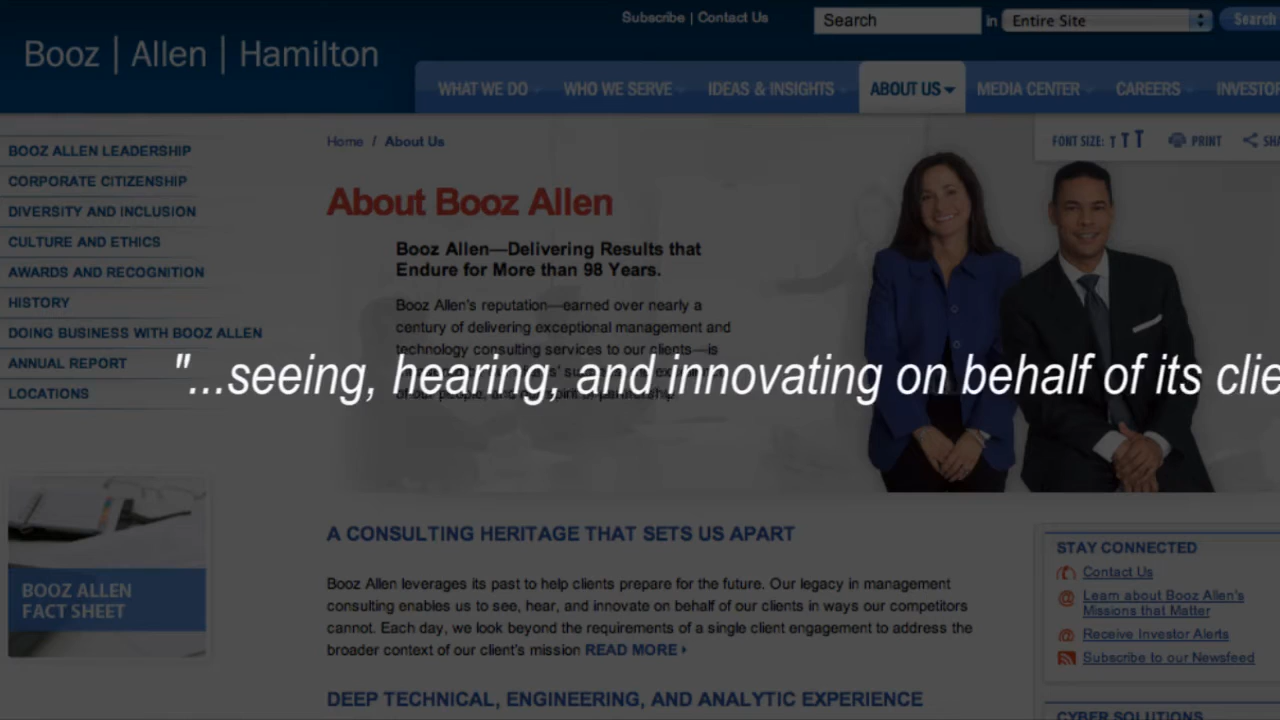 Subscribe | Contact Us
Search
in
Entire Site
Search
Booz | Allen | Hamilton
WHAT WE DO
WHO WE SERVE
IDEAS & INSIGHTS
ABOUT US
MEDIA CENTER
CAREERS
INVESTOR
BOOZ ALLEN LEADERSHIP
CORPORATE CITIZENSHIP
DIVERSITY AND INCLUSION
CULTURE AND ETHICS
AWARDS AND RECOGNITION
HISTORY
DOING BUSINESS WITH BOOZ ALLEN
ANNUAL REPORT
LOCATIONS
Home / About Us
FONT SIZE: T T T
PRINT
SHA
About Booz Allen
Booz Allen—Delivering Results that
Endure for More than 98 Years.
Booz Allen's reputation—earned over nearly a
century of delivering exceptional management and
technology consulting services to our clients—is
"...seeing, hearing, and innovating on behalf of its clie
BOOZ ALLEN
FACT SHEET
A CONSULTING HERITAGE THAT SETS US APART
Booz Allen leverages its past to help clients prepare for the future. Our legacy in management
consulting enables us to see, hear, and innovate on behalf of our clients in ways our competitors
cannot. Each day, we look beyond the requirements of a single client engagement to address the
broader context of our client's mission READ MORE
DEEP TECHNICAL, ENGINEERING, AND ANALYTIC EXPERIENCE
STAY CONNECTED
Contact Us
Learn about Booz Allen's
Missions that Matter
Receive Investor Alerts
Subscribe to our Newsfeed
CYBER SOLUTIONS